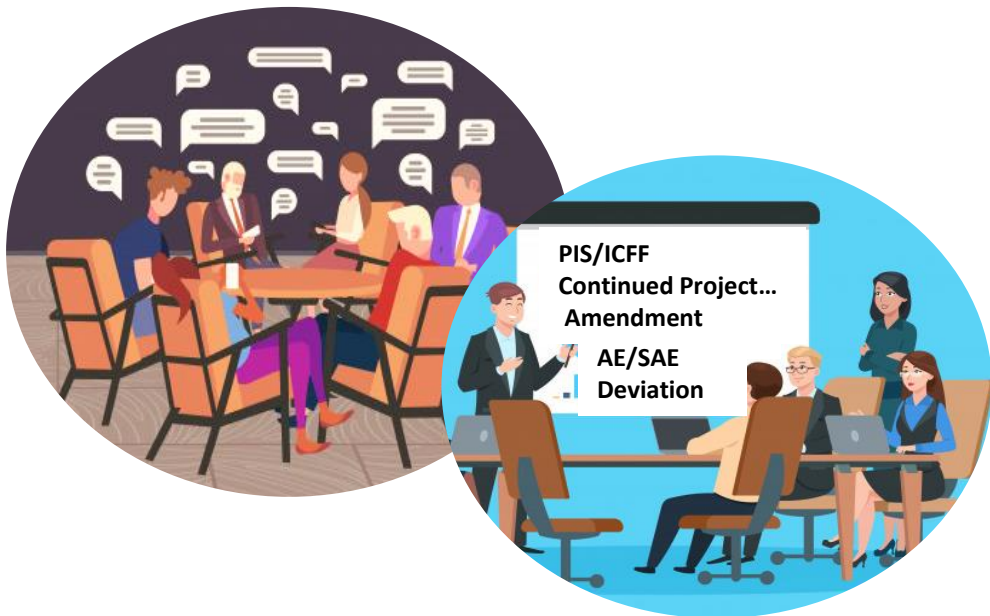 PIS/ICFF
Continued Project...
Amendment
AE/SAE
Deviation